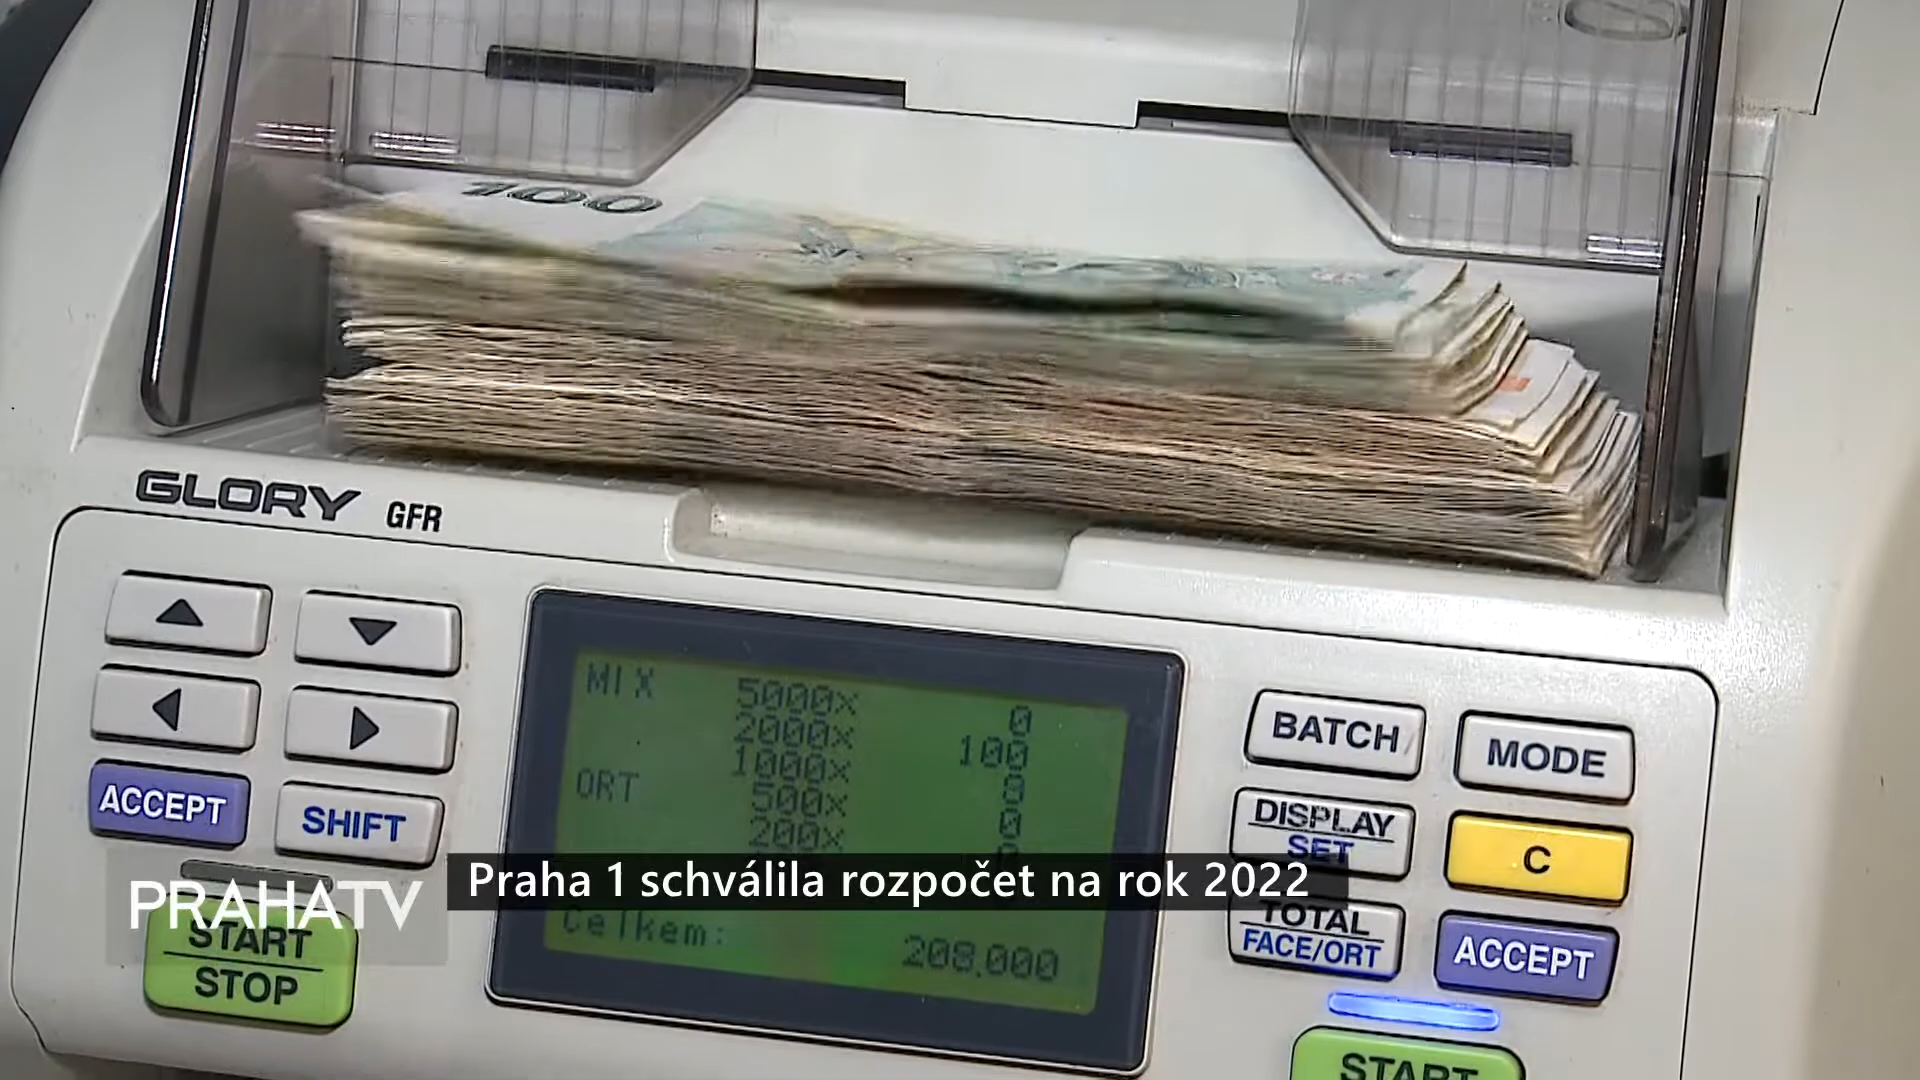 100
GLORY GFR
MIX 5000x 0
2000x 100
1000x 0
ORT 500x 0
200x
Celkem: 208.000
ACCEPT SHIFT
START
STOP
BATCH MODE
DISPLAY
SET
C
TOTAL
FACE/ORT
ACCEPT
START
PRAHATV
Praha 1 schválila rozpočet na rok 2022